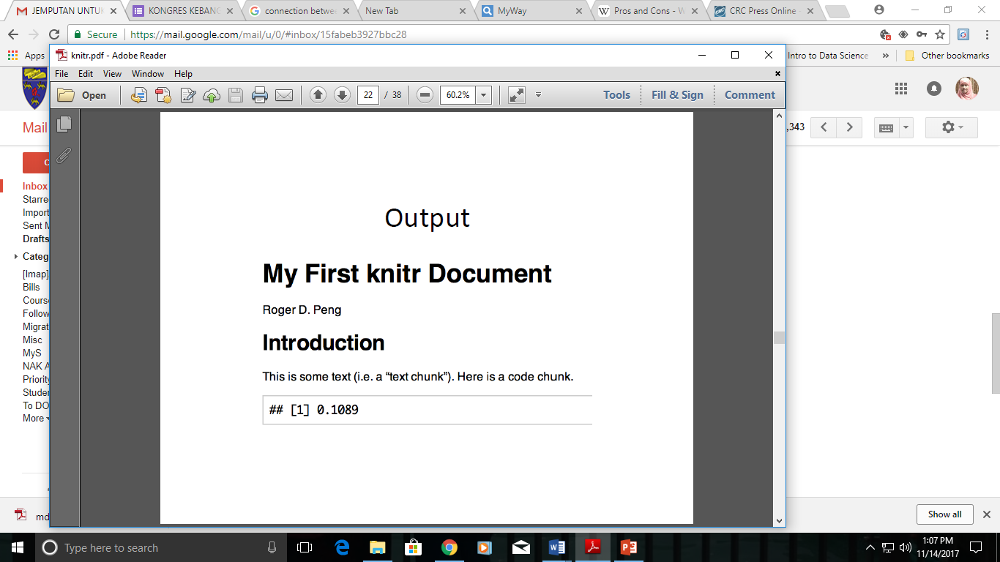 JEMPUTAN UNTUK
KONGRES KEBANG
connection betwee
New Tab
MyWay
Pros and Cons - W
CRC Press Online -
Secure | https://mail.google.com/mail/u/0/#inbox/15fabeb3927bbc28
Apps
Intro to Data Science
»
Other bookmarks
knitr.pdf - Adobe Reader
File Edit View Window Help
Open
22 / 38
60.2%
Tools
Fill & Sign
Comment
Mail
,343
C
Inbox
Starre
Import
Sent M
Drafts
Categ
[Imap]
Bills
Course
Follow
Migrat
Misc
MyS
NAK A
Priority
Studen
To DO
More
Output
My First knitr Document
Roger D. Peng
Introduction
This is some text (i.e. a “text chunk”). Here is a code chunk.
## [1] 0.1089
md
Show all
Type here to search
1:07 PM
11/14/2017